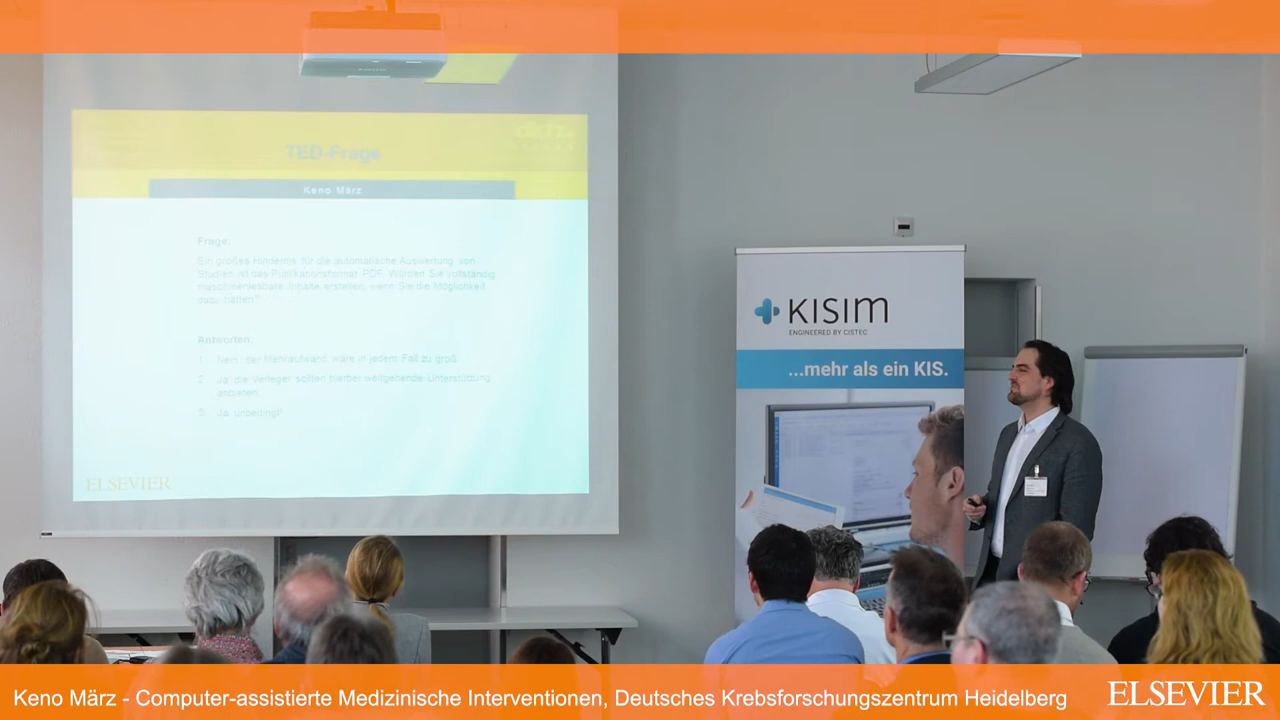 dkfz.
TED-Frage
Keno März
Frage:
Ein großes Hindernis für die automatische Auswertung von
Studien ist das Publikationsformat PDF. Würden Sie vollständig
maschinenlesbare Inhalte erstellen, wenn Sie die Möglichkeit
dazu hätten?
Antworten:
1. Nein, der Mehraufwand wäre in jedem Fall zu groß.
2. Ja, die Verleger sollten hierbei weitgehende Unterstützung
anbieten.
3. Ja, unbedingt!
ELSEVIER
KISIM
ENGINEERED BY CISTEC
...mehr als ein KIS.
Keno März - Computer-assistierte Medizinische Interventionen, Deutsches Krebsforschungszentrum Heidelberg
ELSEVIER